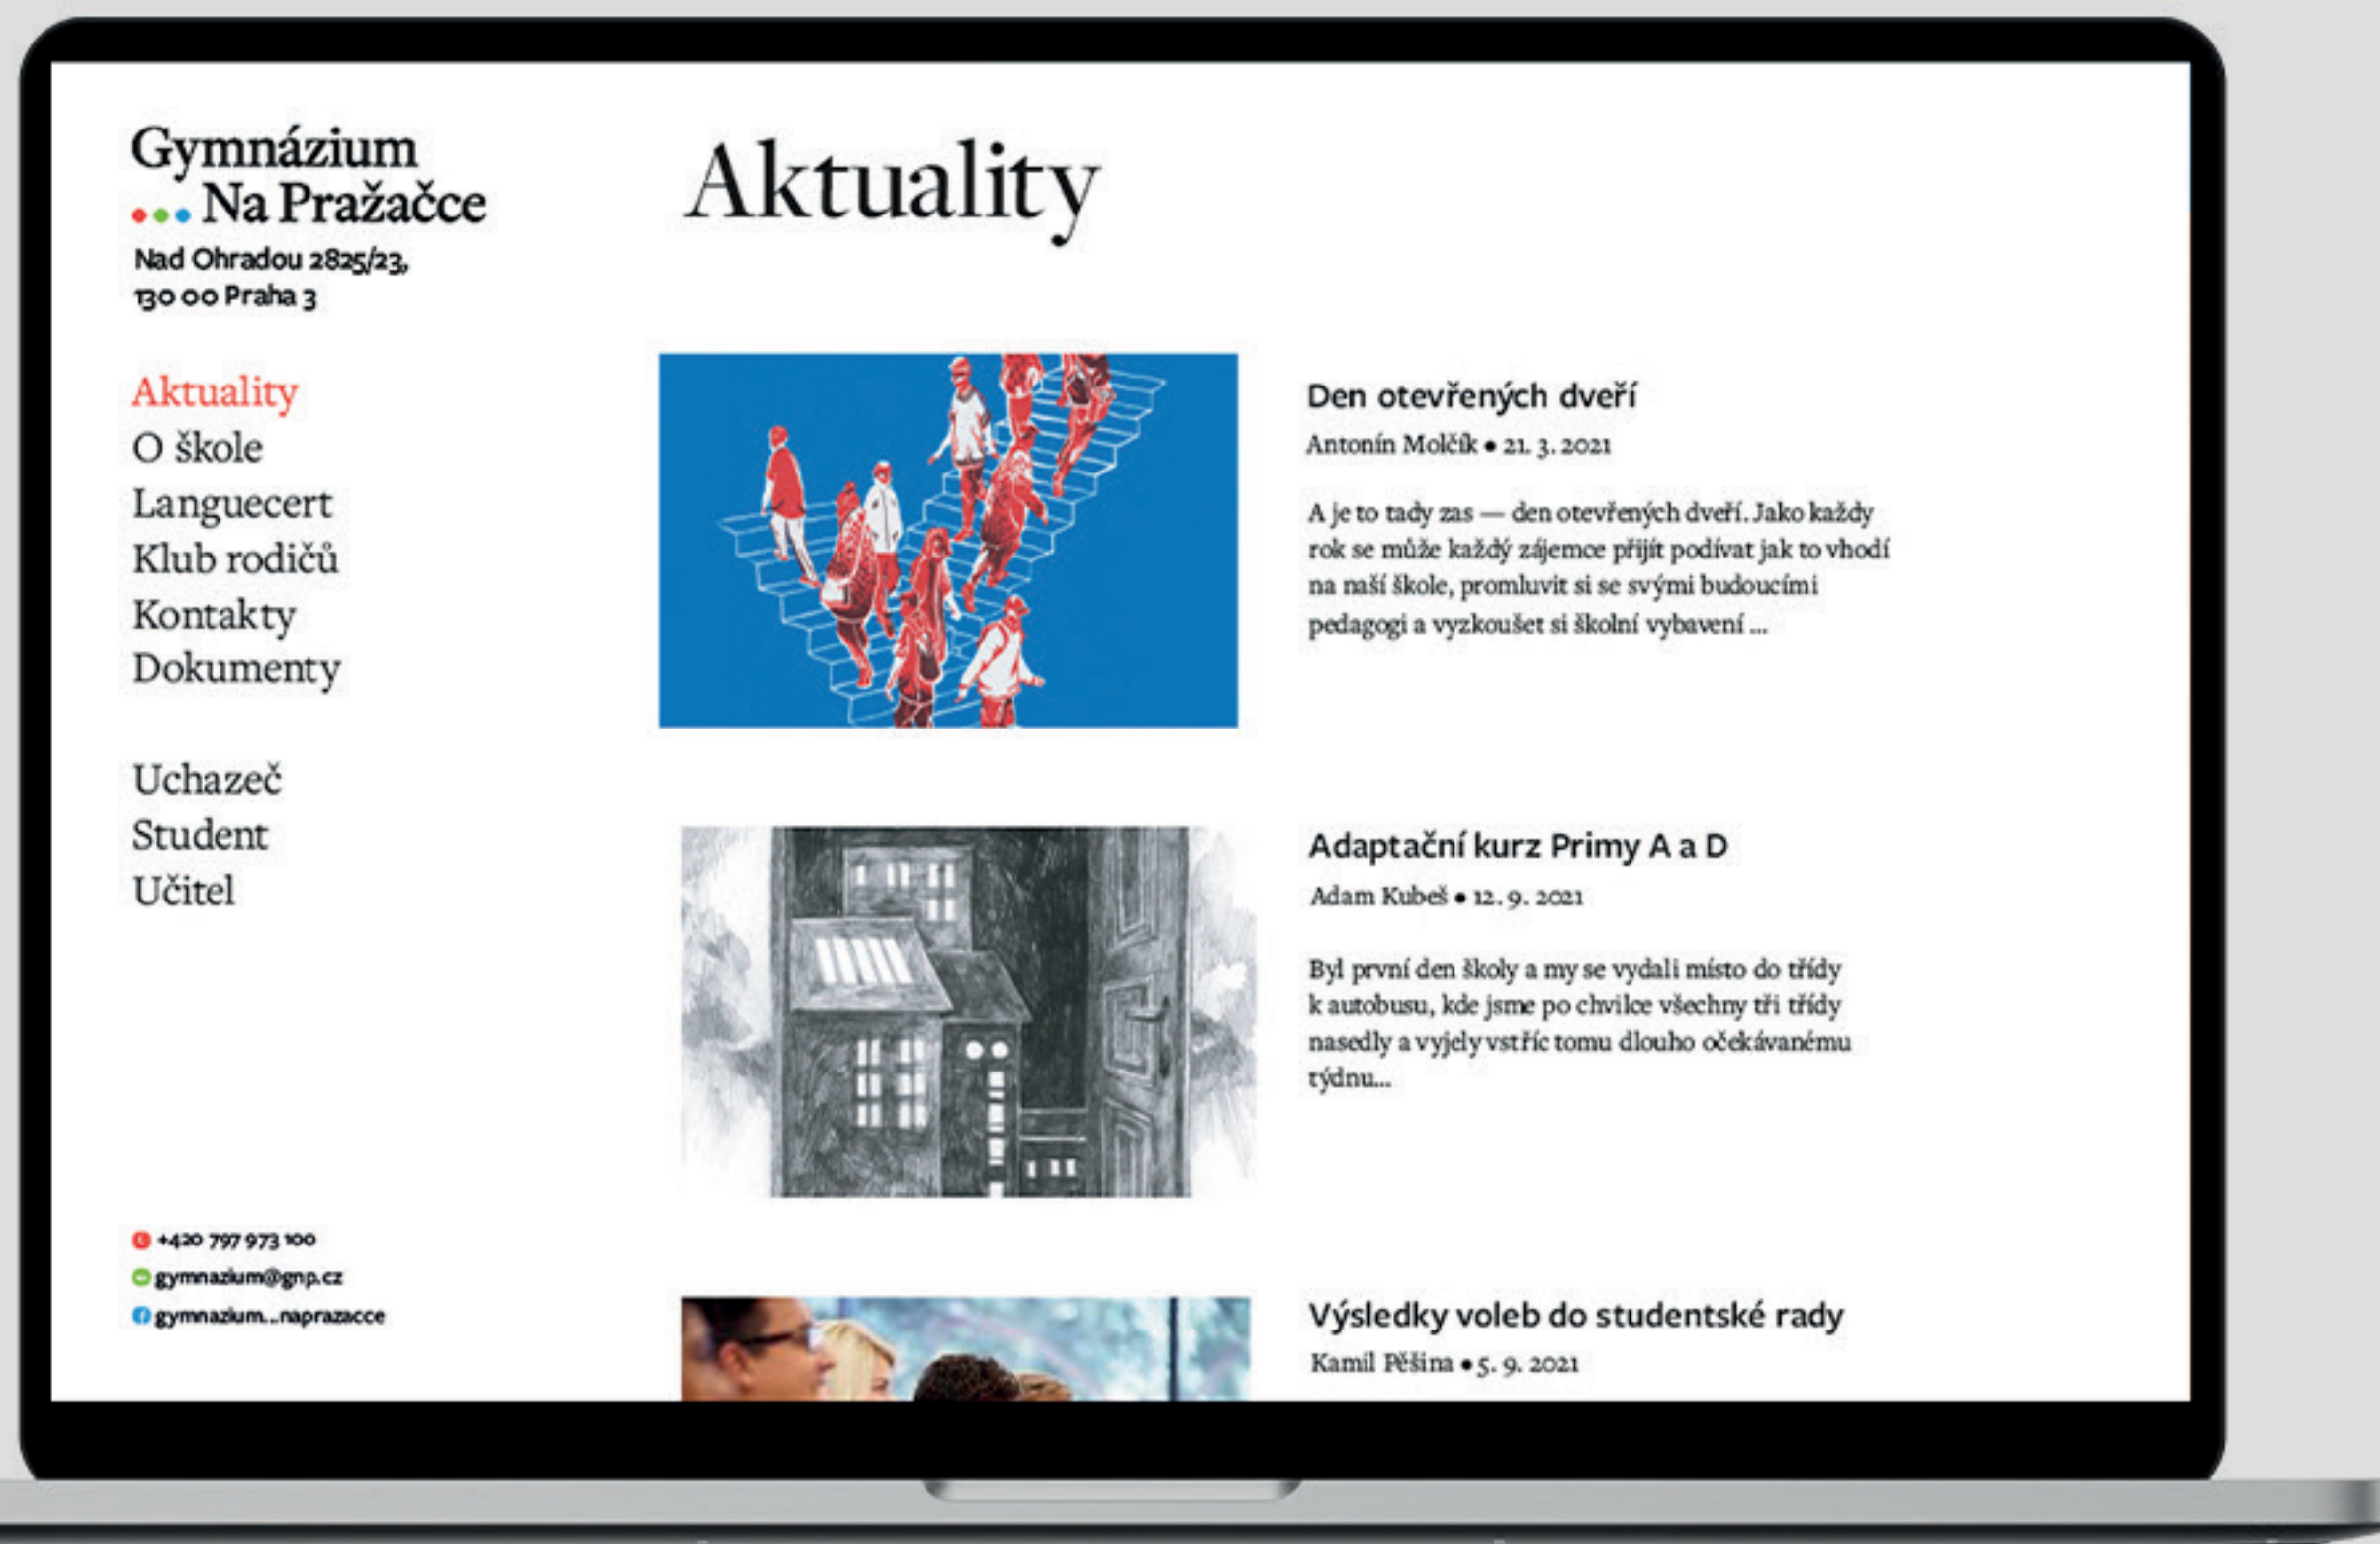 Gymnázium
Na Pražačce
Nad Ohradou 2825/23,
130 00 Praha 3
Aktuality
O škole
Languecert
Klub rodičů
Kontakty
Dokumenty
Uchazeč
Student
Učitel
+420 797 973 100
gymnazium@gnp.cz
gymnazium...naprazacce
Aktuality
Den otevřených dveří
Antonín Molčík • 21. 3. 2021
A je to tady zas — den otevřených dveří. Jako každý
rok se může každý zájemce přijít podívat jak to vhodí
na naší škole, promluvit si se svými budoucími
pedagogi a vyzkoušet si školní vybavení ...
Adaptační kurz Primy A a D
Adam Kubeš • 12. 9. 2021
Byl první den školy a my se vydali místo do třídy
k autobusu, kde jsme po chvilce všechny tři třídy
nasedly a vyjely vstříc tomu dlouho očekávanému
týdnu...
Výsledky voleb do studentské rady
Kamil Pěšina • 5. 9. 2021